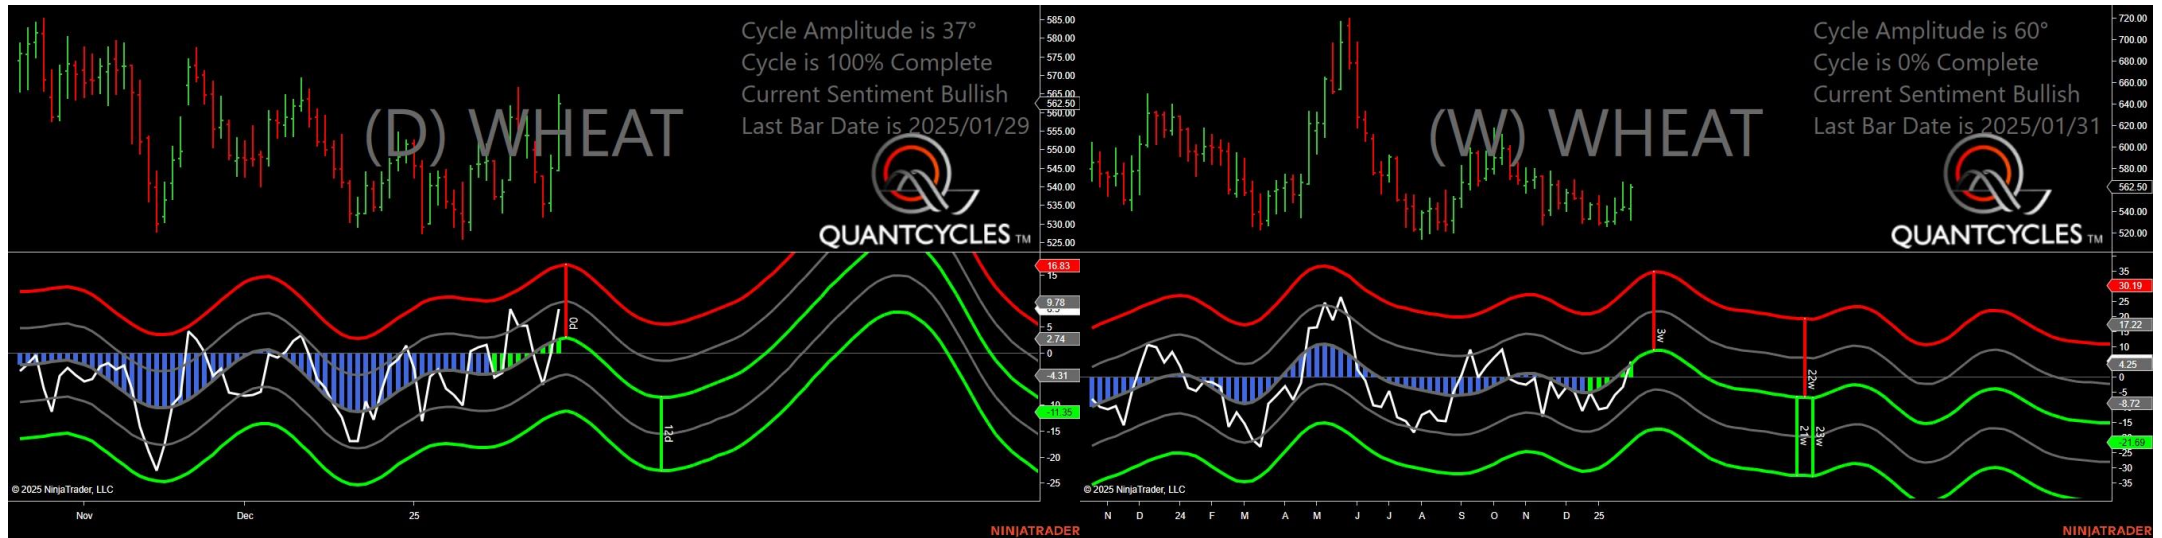 Cycle Amplitude is 37°
Cycle is 100% Complete
Current Sentiment Bullish
Last Bar Date is 2025/01/29
(D) WHEAT
QUANTCYCLES TM
585.00
580.00
575.00
570.00
565.00
562.50
560.00
555.00
550.00
545.00
540.00
535.00
530.00
525.00
16.83
15
9.78
8.5
5
2.74
0
-4.31
-10
-11.35
-15
-20
-25
0d
12d
© 2025 NinjaTrader, LLC
Nov
Dec
25
NINJATRADER
Cycle Amplitude is 60°
Cycle is 0% Complete
Current Sentiment Bullish
Last Bar Date is 2025/01/31
(W) WHEAT
QUANTCYCLES TM
720.00
700.00
680.00
660.00
640.00
620.00
600.00
580.00
562.50
540.00
520.00
35
30.19
25
20
17.22
15
10
4.25
0
-5
-8.72
-15
-21.69
-25
-30
-35
3w
22w
21w
23w
© 2025 NinjaTrader, LLC
N D 24 F M A M J J A S O N D 25
NINJATRADER